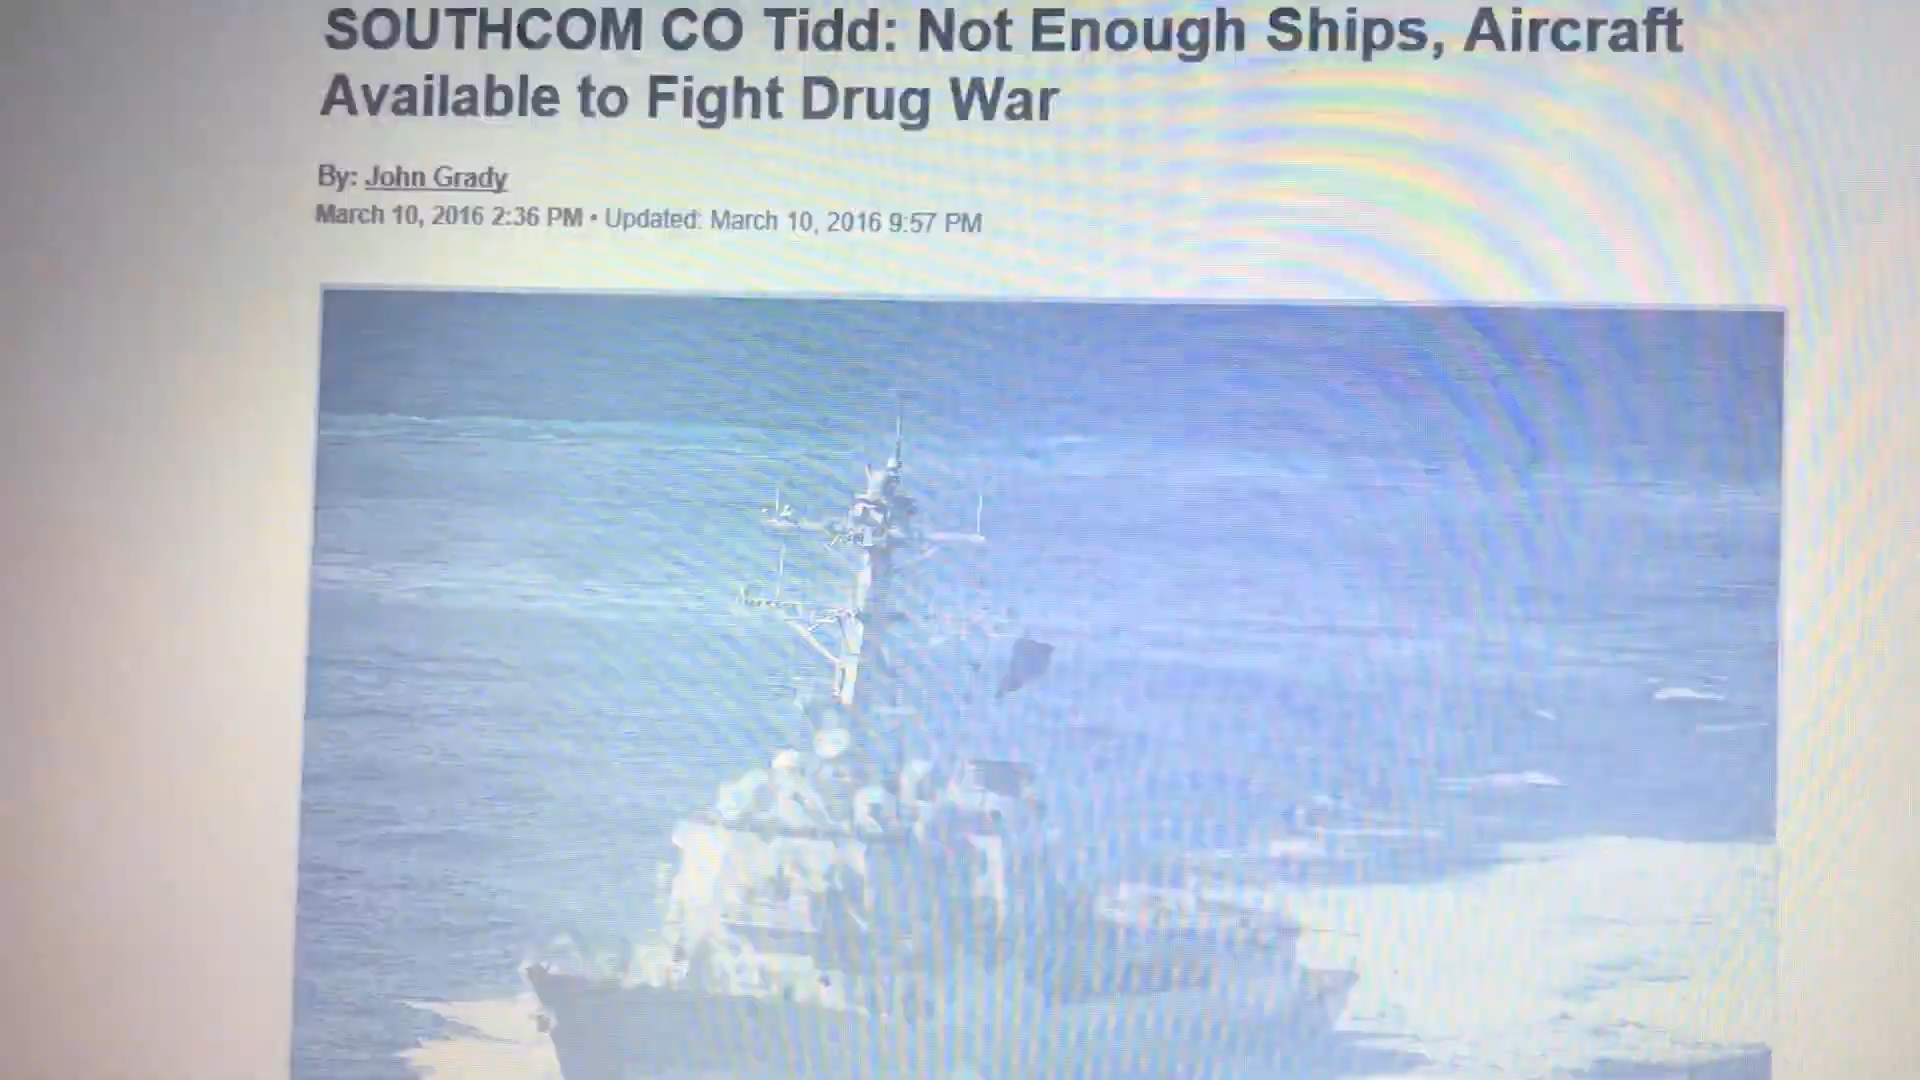 SOUTHCOM CO Tidd: Not Enough Ships, Aircraft
Available to Fight Drug War
By: John Grady
March 10, 2016 2:36 PM • Updated: March 10, 2016 9:57 PM